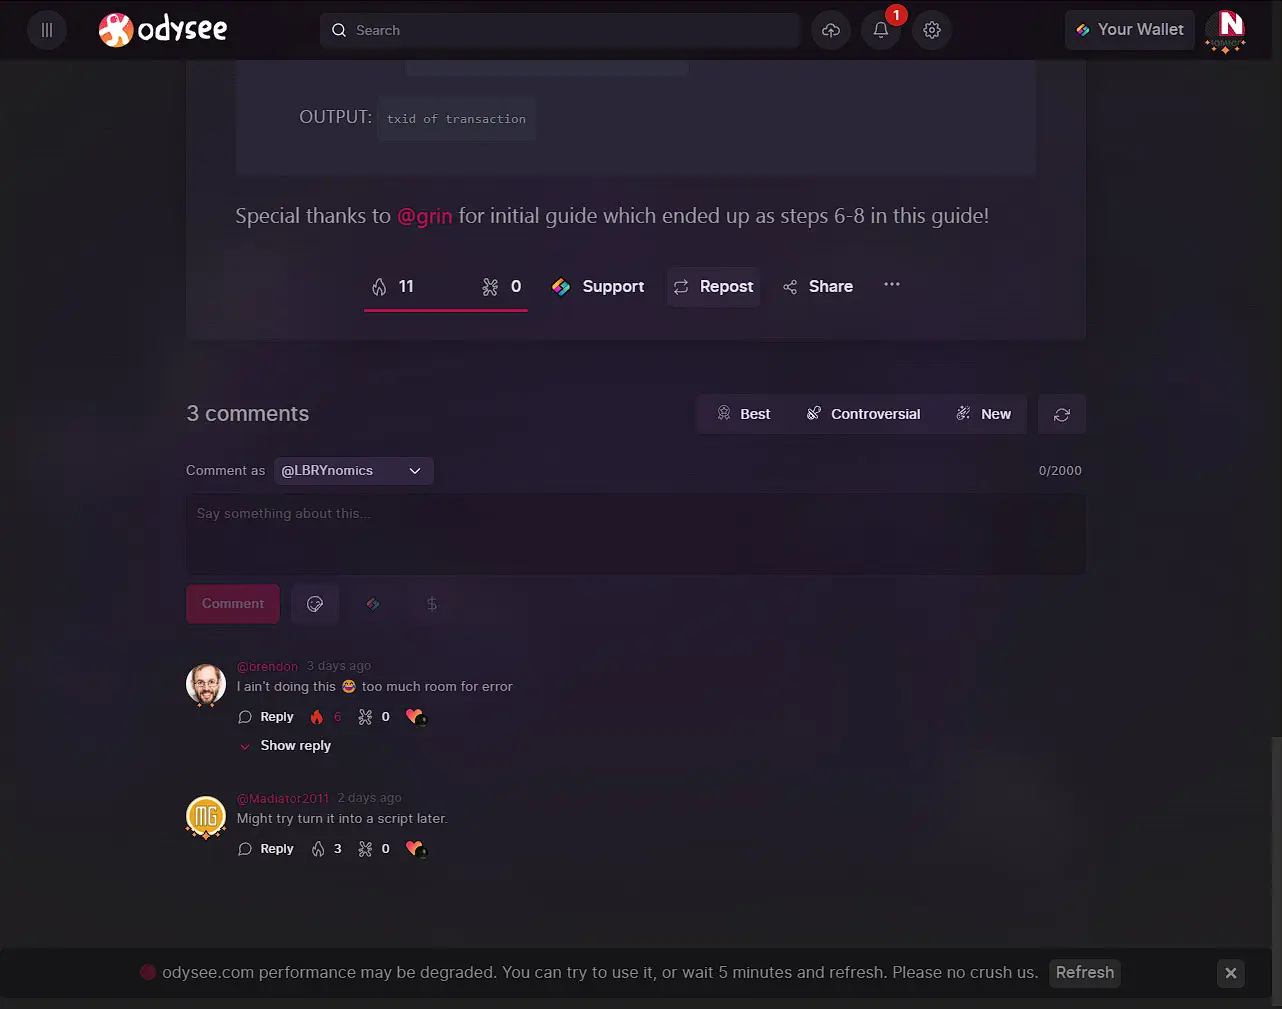 odysee
Search
1
Your Wallet
N
OUTPUT: txid of transaction
Special thanks to @grin for initial guide which ended up as steps 6-8 in this guide!
11 0 Support Repost Share ...
3 comments
Best Controversial New
Comment as @LBRYnomics 0/2000
Say something about this...
Comment $
@brendon 3 days ago
I ain't doing this 😂 too much room for error
Reply 6 0
Show reply
MG
@Madiator2011 2 days ago
Might try turn it into a script later.
Reply 3 0
odysee.com performance may be degraded. You can try to use it, or wait 5 minutes and refresh. Please no crush us. Refresh